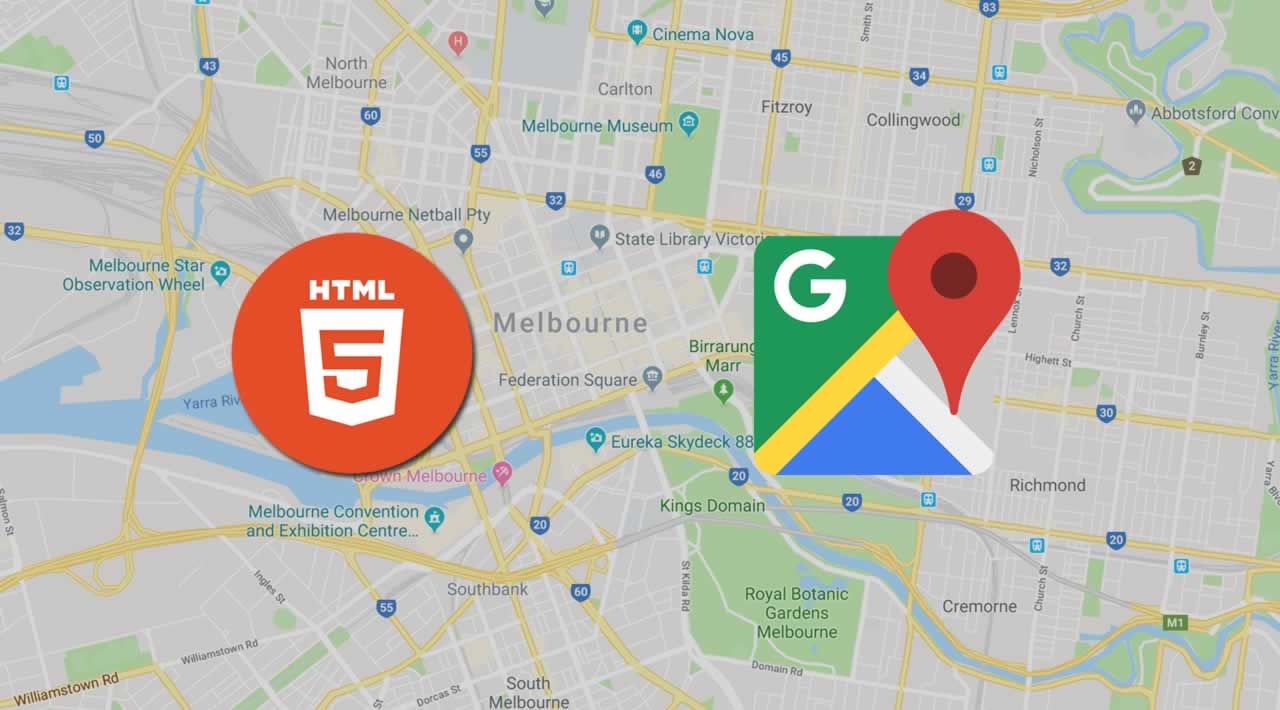 83
Smith St
Cinema Nova
43
North
Melbourne
45
34
Carlton
Fitzroy
Collingwood
Abbotsford Conv
60
Melbourne Museum
50
55
Nicholson St
2
46
32
29
Melbourne Netball Pty
32
State Library Victori
Melbourne Star
Observation Wheel
32
HTML
5
G
Melbourne
Lennox St
Church St
Burnley St
Yarra River
Birrarung
Marr
Highett St
Federation Square
Yarra Riv
30
Eureka Skydeck 88
Crown Melbourne
20
Richmond
20
Kings Domain
Salmon St
Melbourne Convention
and Exhibition Centre...
20
20
Ingles St
Southbank
60
St Kilda Rd
55
Royal Botanic
Gardens
Melbourne
Cremorne
Church St
M1
Williamstown Rd
Domain Rd
Williamstown Rd
Dorcas St
South
Melbourne